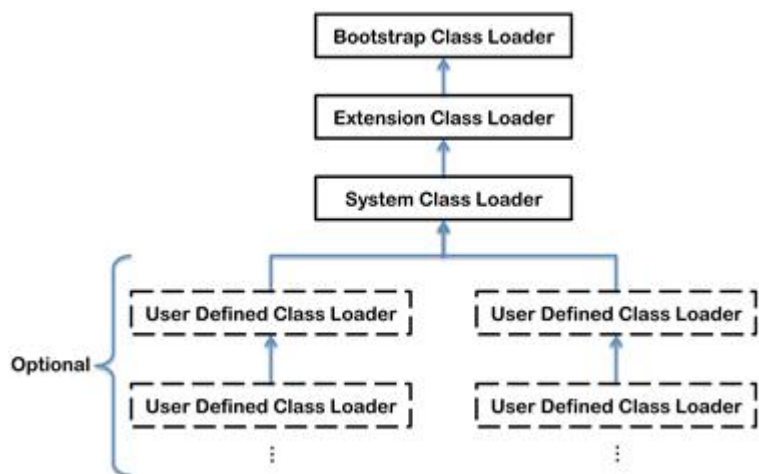 Bootstrap Class Loader
Extension Class Loader
System Class Loader
User Defined Class Loader
User Defined Class Loader
Optional
User Defined Class Loader
User Defined Class Loader
⋮
⋮